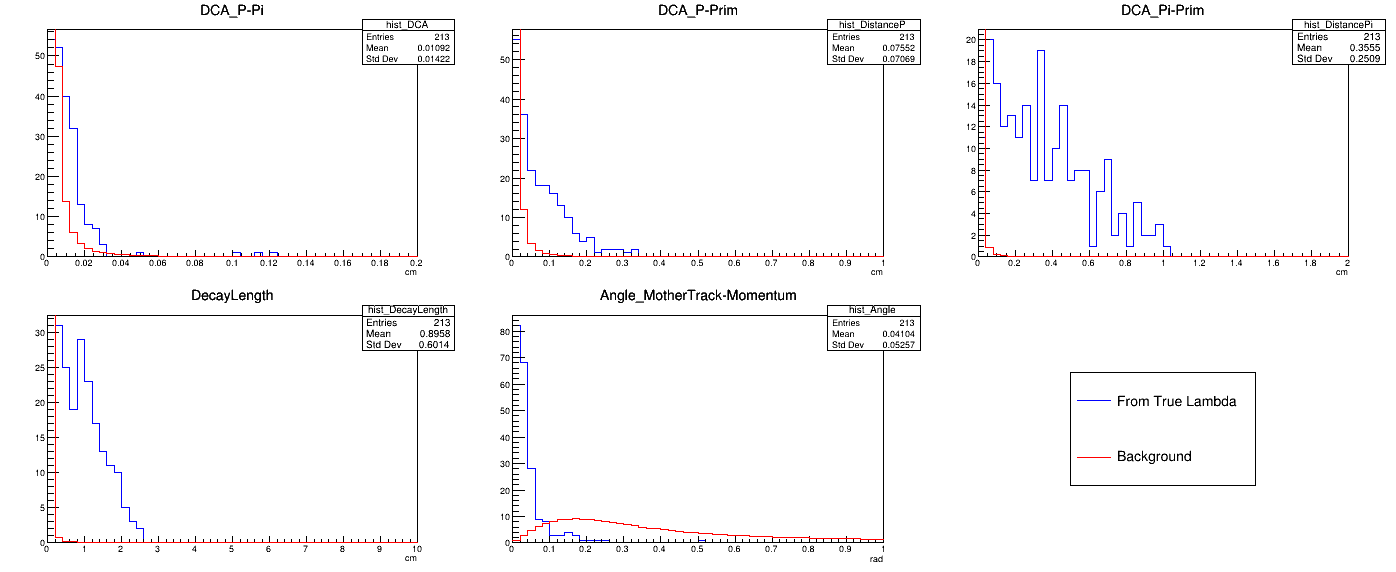 DCA_P-Pi
hist_DCA
Entries 213
Mean 0.01092
Std Dev 0.01422
50
40
30
20
10
0
0 0.02 0.04 0.06 0.08 0.1 0.12 0.14 0.16 0.18 0.2
cm
DCA_P-Prim
hist_DistanceP
Entries 213
Mean 0.07552
Std Dev 0.07069
50
40
30
20
10
0
0 0.1 0.2 0.3 0.4 0.5 0.6 0.7 0.8 0.9 1
cm
DCA_Pi-Prim
hist_DistancePi
Entries 213
Mean 0.3555
Std Dev 0.2509
20
18
16
14
12
10
8
6
4
2
0
0 0.2 0.4 0.6 0.8 1 1.2 1.4 1.6 1.8 2
cm
DecayLength
hist_DecayLength
Entries 213
Mean 0.8958
Std Dev 0.6014
30
25
20
15
10
5
0
0 1 2 3 4 5 6 7 8 9 10
cm
Angle_MotherTrack-Momentum
hist_Angle
Entries 213
Mean 0.04104
Std Dev 0.05257
80
70
60
50
40
30
20
10
0
0 0.1 0.2 0.3 0.4 0.5 0.6 0.7 0.8 0.9 1
rad
From True Lambda
Background